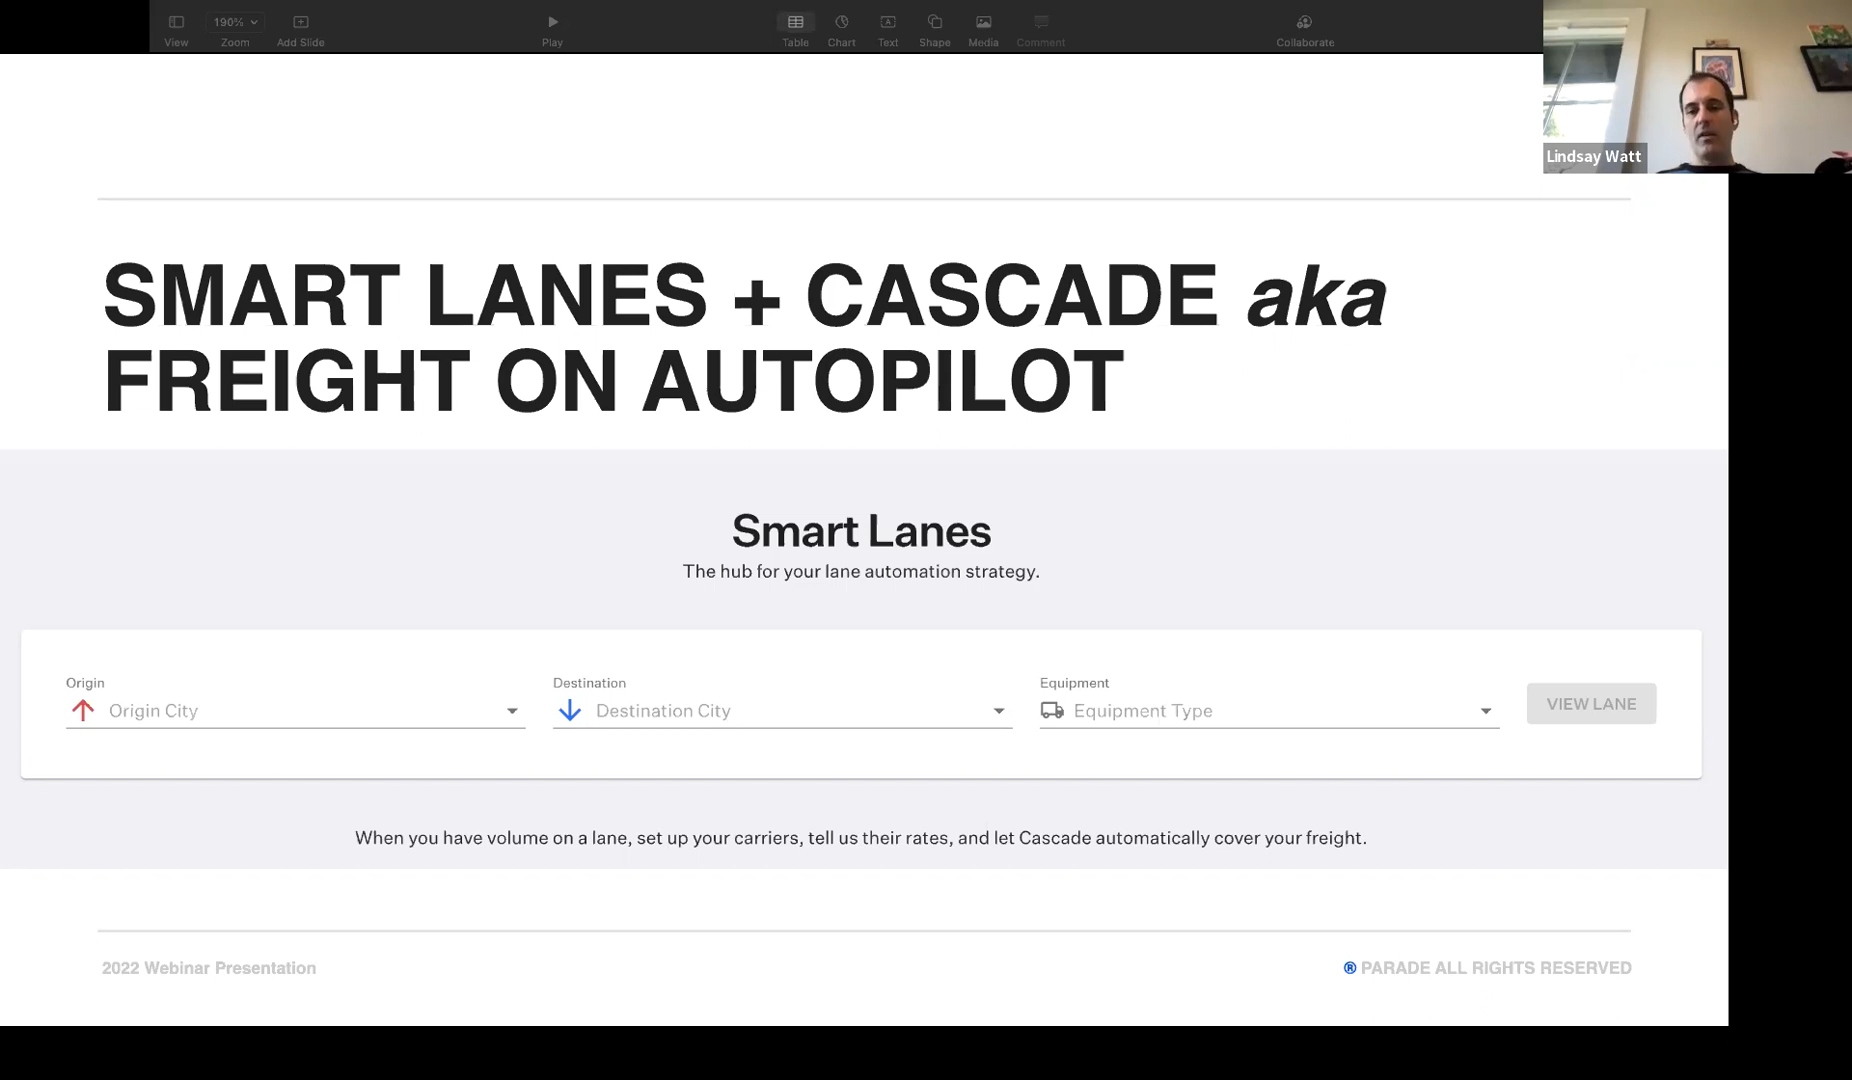 190%
View
Zoom
Add Slide
Play
Table
Chart
Text
Shape
Media
Comment
Collaborate
Lindsay Watt
SMART LANES + CASCADE aka
FREIGHT ON AUTOPILOT
Smart Lanes
The hub for your lane automation strategy.
Origin
Origin City
Destination
Destination City
Equipment
Equipment Type
VIEW LANE
When you have volume on a lane, set up your carriers, tell us their rates, and let Cascade automatically cover your freight.
2022 Webinar Presentation
® PARADE ALL RIGHTS RESERVED